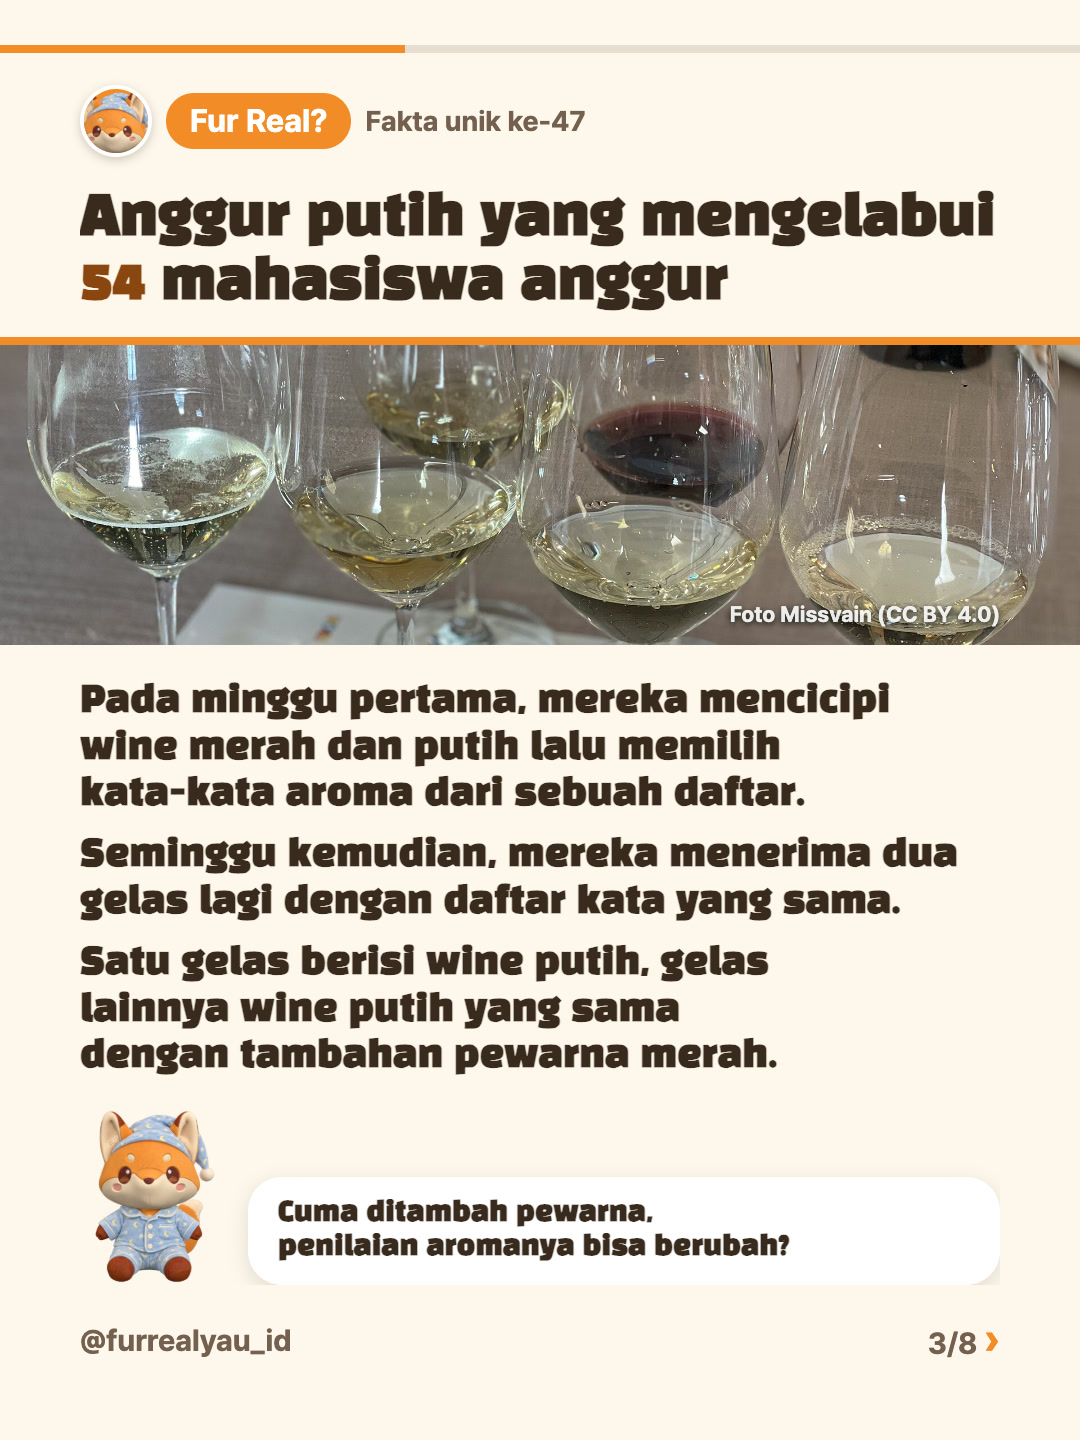 Fur Real?
Fakta unik ke-47
Anggur putih yang mengelabui
54 mahasiswa anggur
Foto Missvain (CC BY 4.0)
Pada minggu pertama, mereka mencicipi
wine merah dan putih lalu memilih
kata-kata aroma dari sebuah daftar.
Seminggu kemudian, mereka menerima dua
gelas lagi dengan daftar kata yang sama.
Satu gelas berisi wine putih, gelas
lainnya wine putih yang sama
dengan tambahan pewarna merah.
Cuma ditambah pewarna,
penilaian aromanya bisa berubah?
@furrealyau_id
3/8 ›